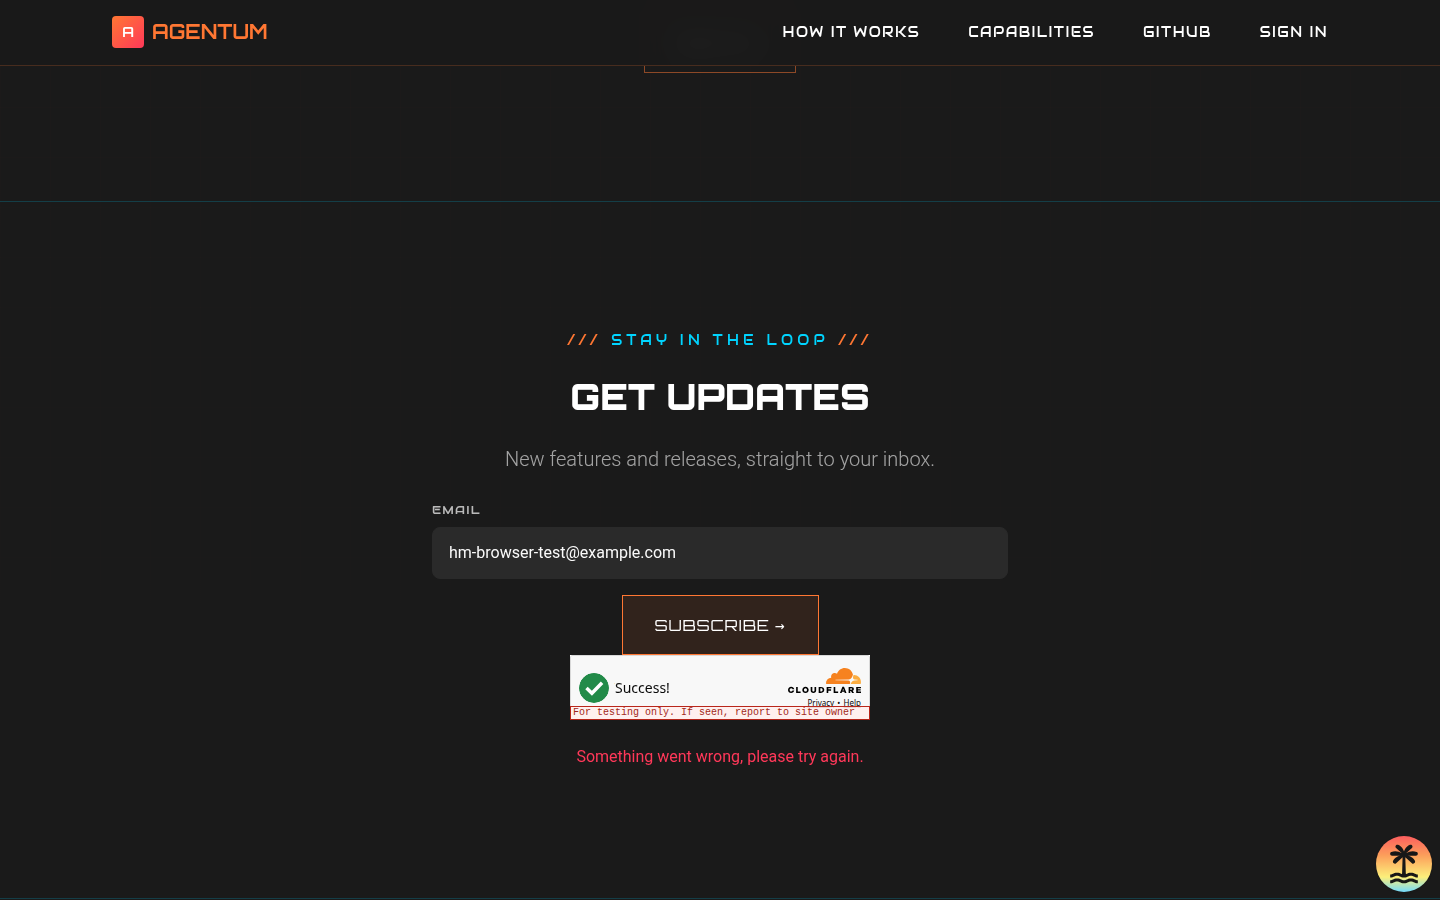 A AGENTUM
HOW IT WORKS
CAPABILITIES
GITHUB
SIGN IN
/// STAY IN THE LOOP ///
GET UPDATES
New features and releases, straight to your inbox.
EMAIL
hm-browser-test@example.com
SUBSCRIBE →
Success!
CLOUDFLARE
Privacy • Help
For testing only. If seen, report to site owner
Something went wrong, please try again.